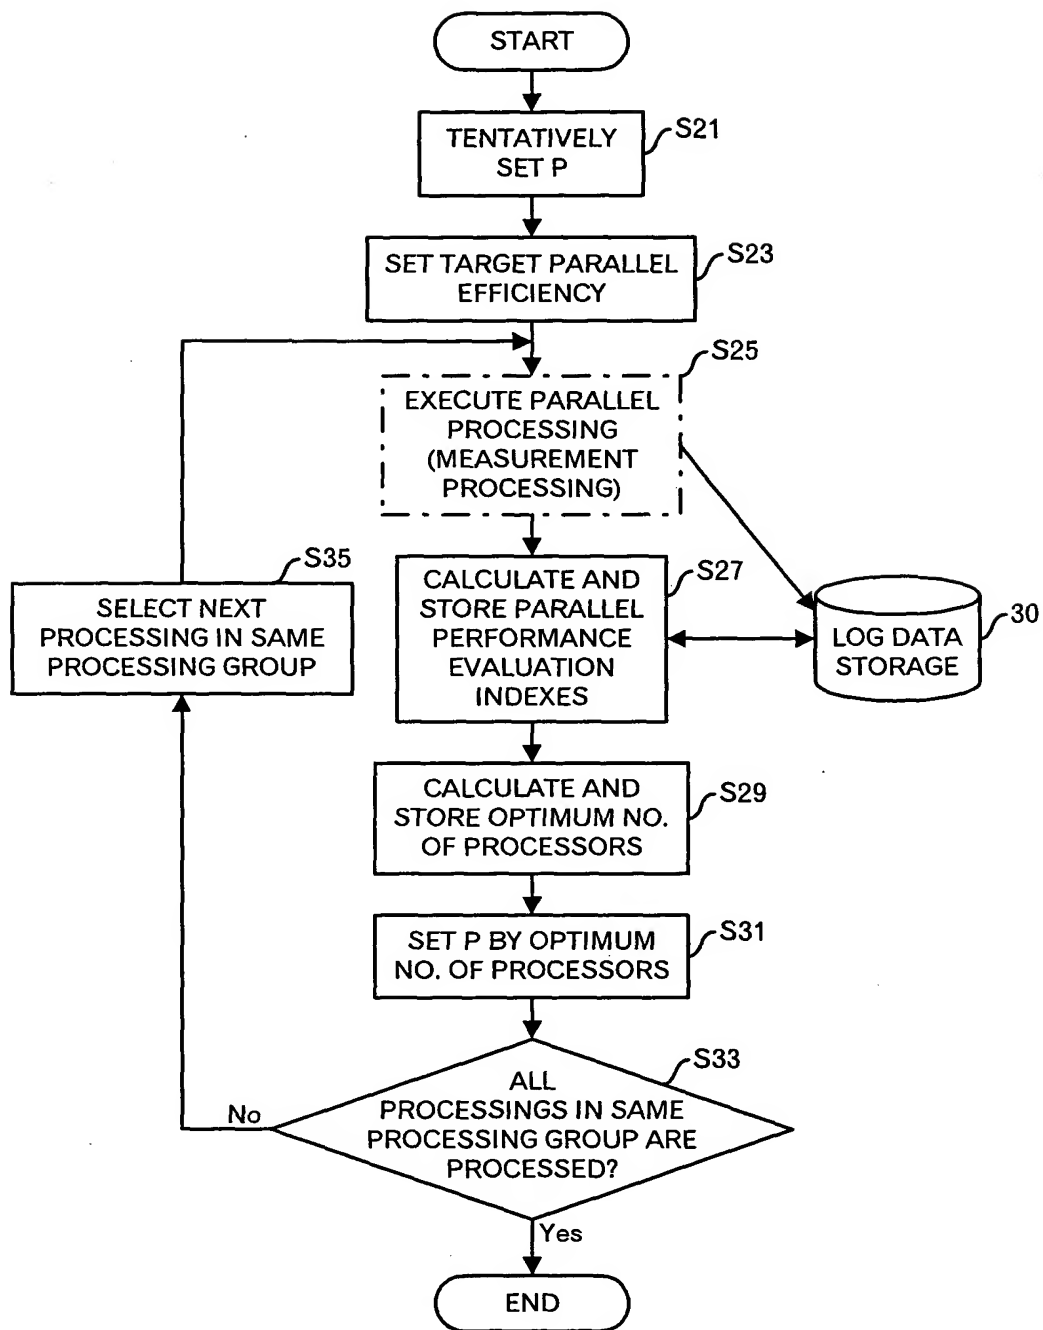 START
TENTATIVELY
SET P
S21
SET TARGET PARALLEL
EFFICIENCY
S23
EXECUTE PARALLEL
PROCESSING
(MEASUREMENT
PROCESSING)
S25
CALCULATE AND
STORE PARALLEL
PERFORMANCE
EVALUATION
INDEXES
S27
LOG DATA
STORAGE
30
S35
SELECT NEXT
PROCESSING IN SAME
PROCESSING GROUP
CALCULATE AND
STORE OPTIMUM NO.
OF PROCESSORS
S29
SET P BY OPTIMUM
NO. OF PROCESSORS
S31
ALL
PROCESSINGS IN SAME
PROCESSING GROUP ARE
PROCESSED?
S33
No
Yes
END